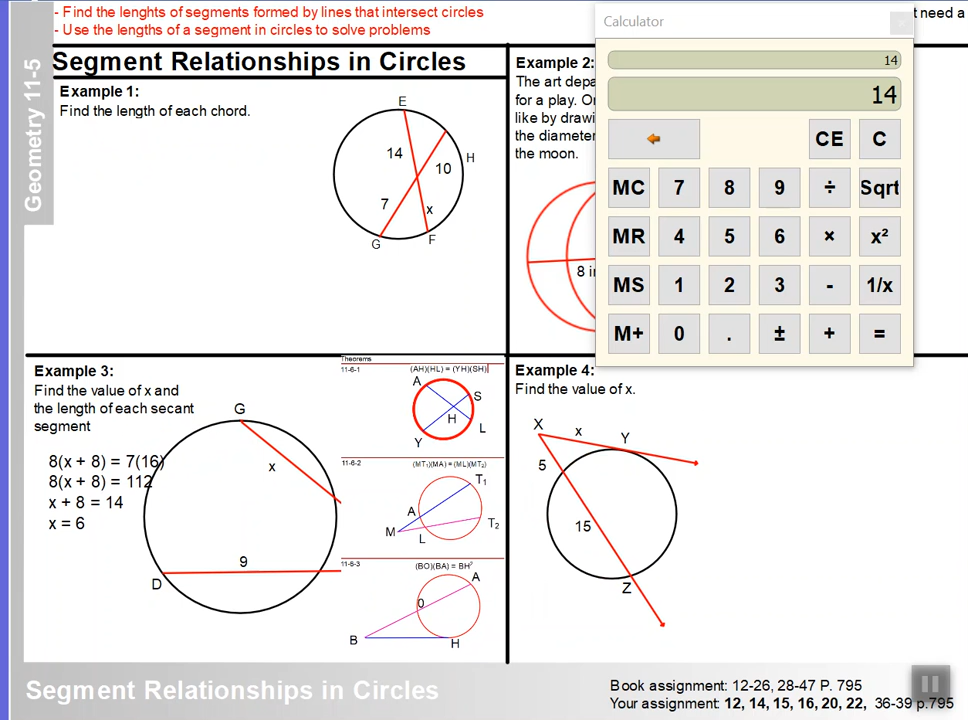 - Find the lenghts of segments formed by lines that intersect circles
- Use the lengths of a segment in circles to solve problems
t need a
Geometry 11-5
Segment Relationships in Circles
Example 1:
Find the length of each chord.
E
14
H
10
7
x
G
F
Example 2:
The art depa
for a play. On
like by drawi
the diameter
the moon.
8 in
Calculator
14
14
CE C
MC 7 8 9 ÷ Sqrt
MR 4 5 6 × x²
MS 1 2 3 - 1/x
M+ 0 . ± + =
Example 3:
Find the value of x and
the length of each secant
segment
8(x + 8) = 7(16)
8(x + 8) = 112
x + 8 = 14
x = 6
G
x
9
D
Theorems
11-6-1
(AH)(HL) = (YH)(SH)
A
S
H
Y
L
11-6-2
(MT₁)(MA) = (ML)(MT₂)
T₁
A
T₂
M
L
11-6-3
(BO)(BA) = BH²
A
0
B
H
Example 4:
Find the value of x.
X
x
Y
5
15
Z
Segment Relationships in Circles
Book assignment: 12-26, 28-47 P. 795
Your assignment: 12, 14, 15, 16, 20, 22, 36-39 p.795